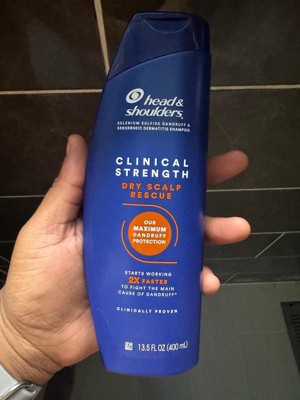 head &
shoulders
SELENIUM SULFIDE DANDRUFF &
SEBORRHEIC DERMATITIS SHAMPOO
CLINICAL
STRENGTH
DRY SCALP
RESCUE
OUR
MAXIMUM
DANDRUFF
PROTECTION
STARTS WORKING
2X FASTER
TO FIGHT THE MAIN
CAUSE OF DANDRUFF*
CLINICALLY PROVEN
13.5 FL OZ (400 mL)